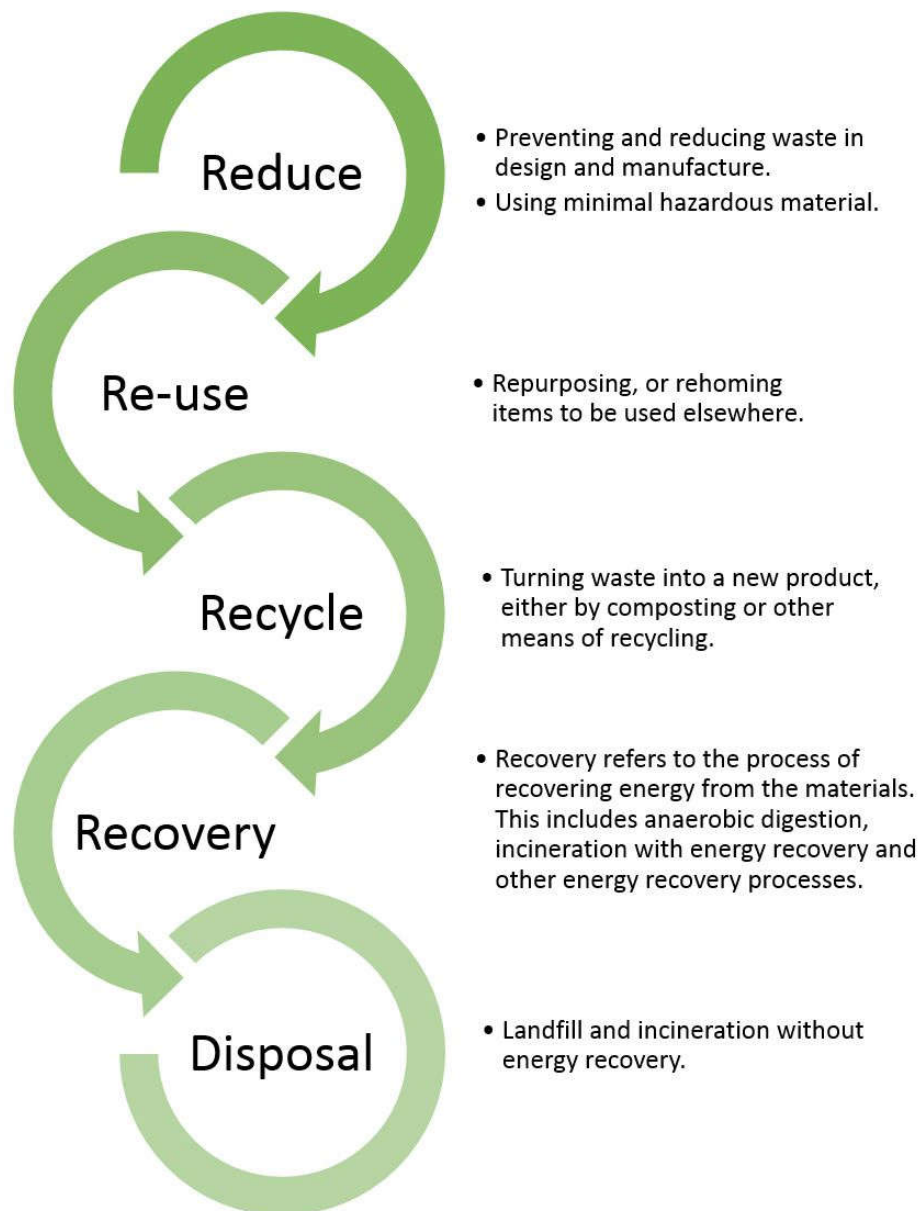 Reduce
• Preventing and reducing waste in
design and manufacture.
• Using minimal hazardous material.
Re-use
• Repurposing, or rehoming
items to be used elsewhere.
Recycle
• Turning waste into a new product,
either by composting or other
means of recycling.
Recovery
• Recovery refers to the process of
recovering energy from the materials.
This includes anaerobic digestion,
incineration with energy recovery and
other energy recovery processes.
Disposal
• Landfill and incineration without
energy recovery.